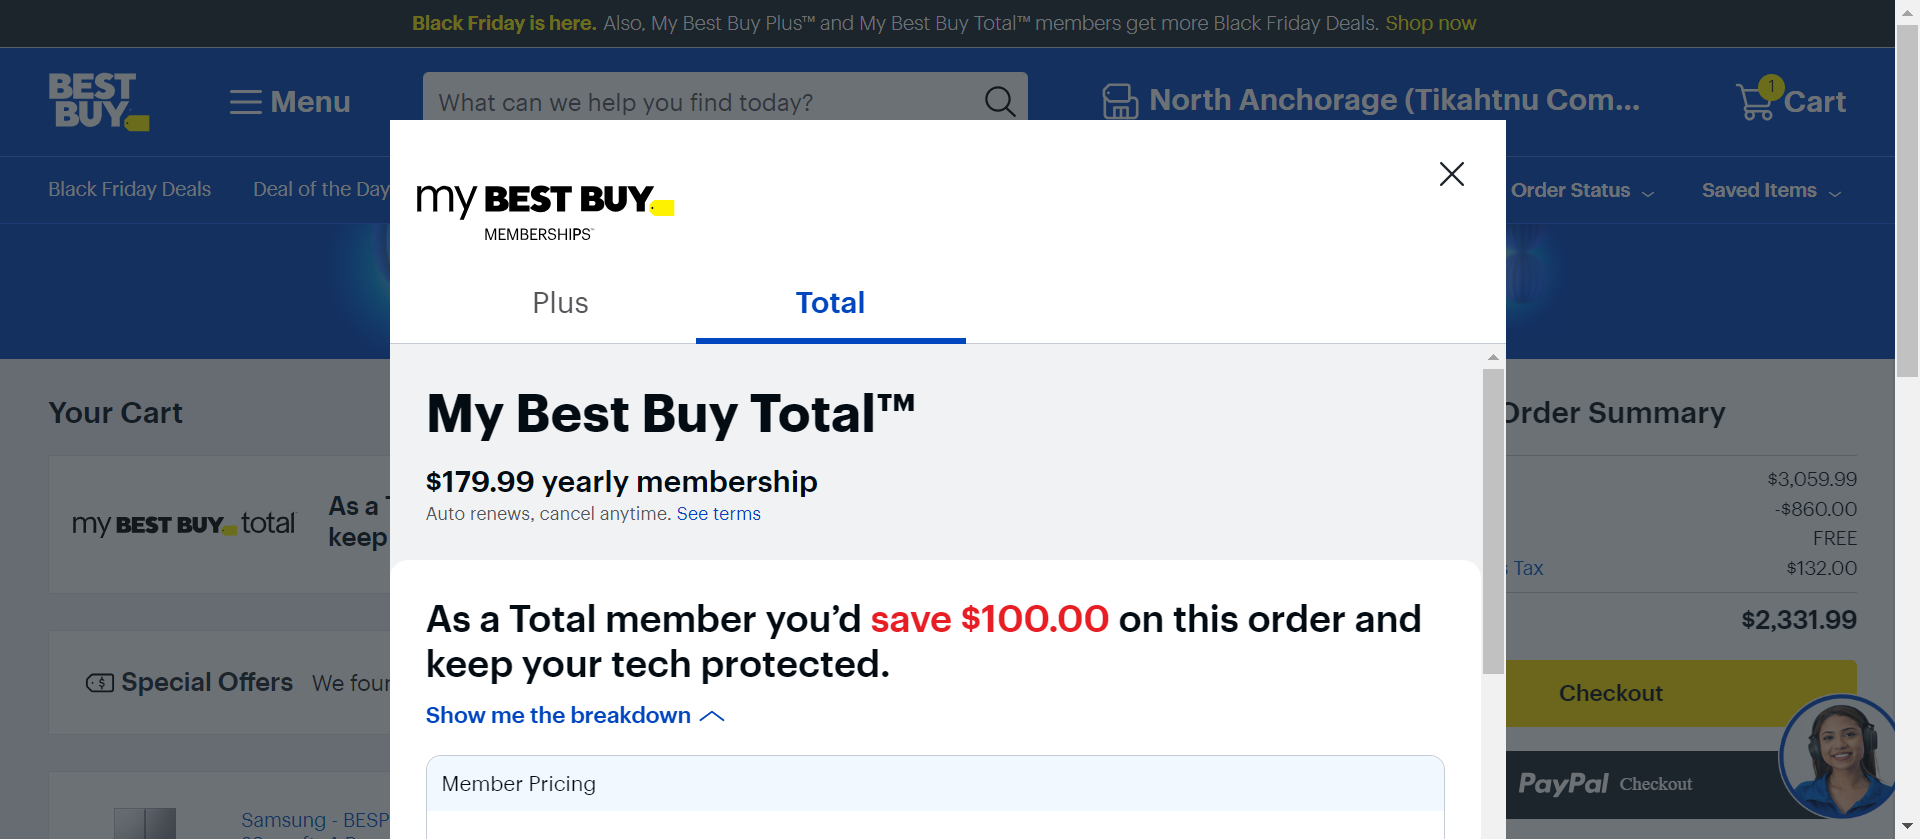 Black Friday is here. Also, My Best Buy Plus™ and My Best Buy Total™ members get more Black Friday Deals. Shop now
BEST
BUY
Menu
What can we help you find today?
North Anchorage (Tikahtnu Com...
1
Cart
Black Friday Deals
Deal of the Day
Order Status
Saved Items
my BEST BUY
MEMBERSHIPS™
Plus
Total
My Best Buy Total™
$179.99 yearly membership
Auto renews, cancel anytime. See terms
As a Total member you'd save $100.00 on this order and
keep your tech protected.
Show me the breakdown
Member Pricing
Your Cart
my BEST BUY total
As a
keep
Special Offers We four
Samsung - BESP
Order Summary
$3,059.99
-$860.00
FREE
Tax
$132.00
$2,331.99
Checkout
PayPal Checkout